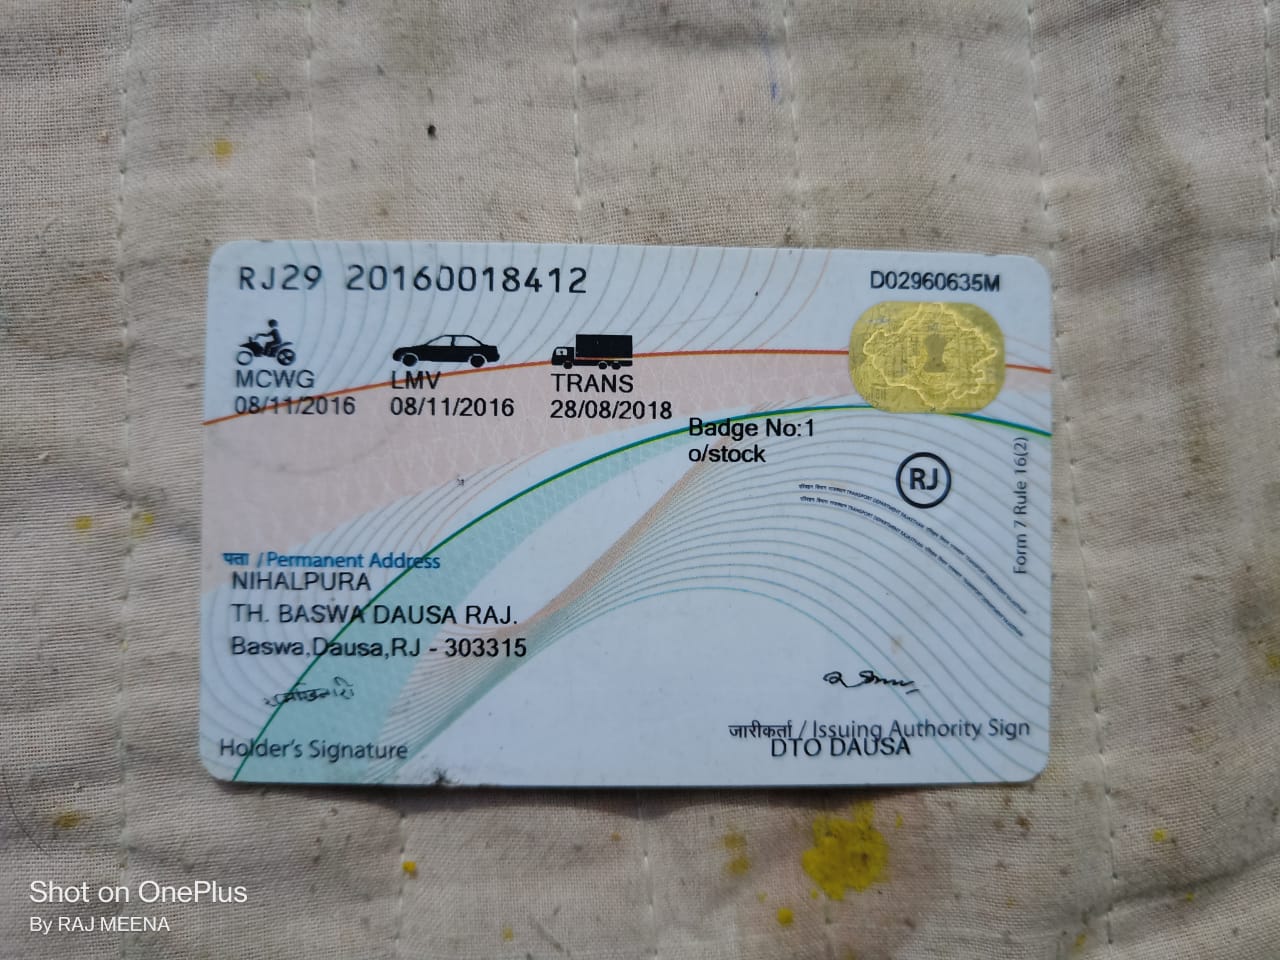 RJ29 20160018412
D02960635M
MCWG
08/11/2016
LMV
08/11/2016
TRANS
28/08/2018
Badge No:1
o/stock
RJ
Form 7 Rule 16(2)
पता /Permanent Address
NIHALPURA
TH. BASWA DAUSA RAJ.
Baswa,Dausa,RJ - 303315
Holder's Signature
जारीकर्ता / Issuing Authority Sign
DTO DAUSA
Shot on OnePlus
By RAJ MEENA